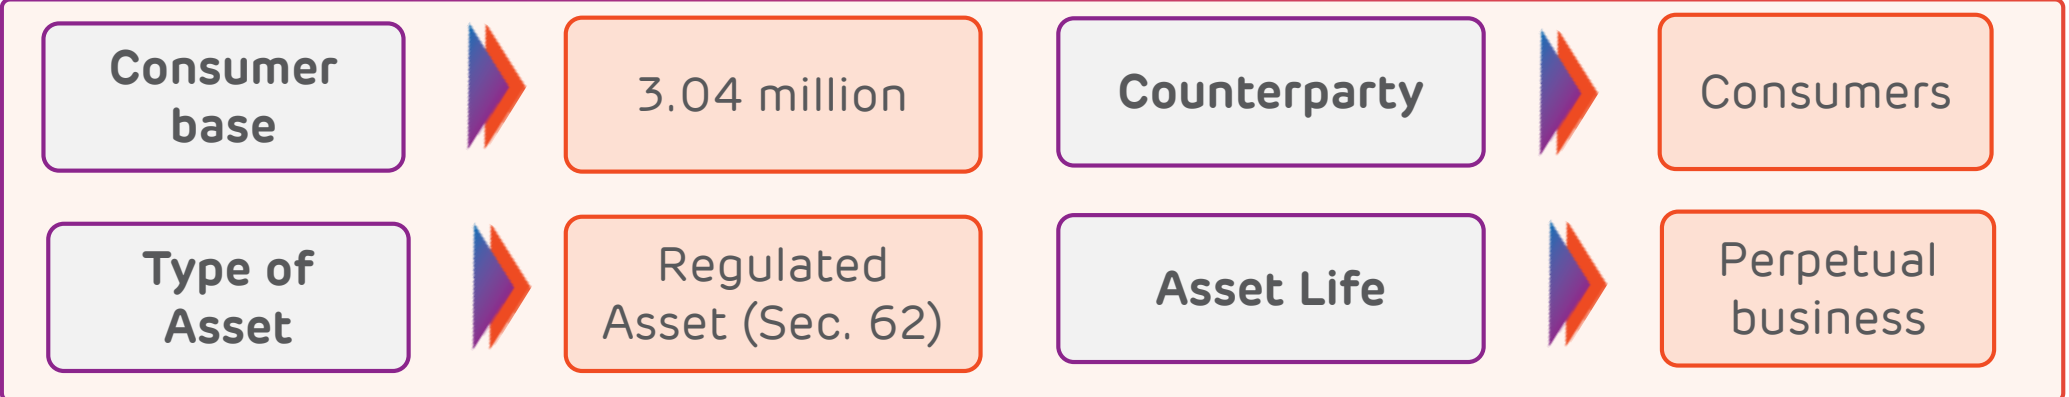 Consumer
base
3.04 million
Counterparty
Consumers
Type of
Asset
Regulated
Asset (Sec. 62)
Asset Life
Perpetual
business